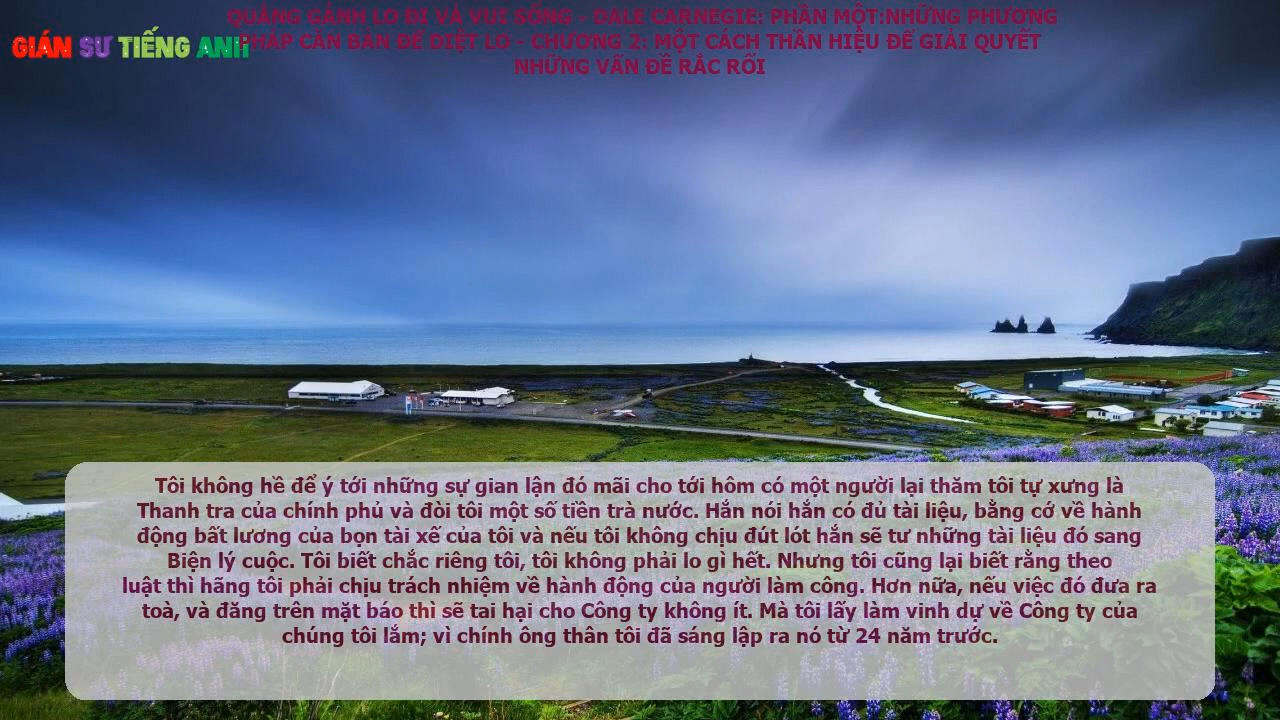 QUẲNG GÁNH LO ĐI VÀ VUI SỐNG - DALE CARNEGIE: PHẦN MỘT:NHỮNG PHƯƠNG
GIÁN SƯ TIẾNG ANH
PHÁP CĂN BẢN ĐỂ DIỆT LO - CHƯƠNG 2: MỘT CÁCH THẦN HIỆU ĐỂ GIẢI QUYẾT
NHỮNG VẤN ĐỀ RẮC RỐI
Tôi không hề để ý tới những sự gian lận đó mãi cho tới hôm có một người lại thăm tôi tự xưng là
Thanh tra của chính phủ và đòi tôi một số tiền trà nước. Hắn nói hắn có đủ tài liệu, bằng cớ về hành
động bất lương của bọn tài xế của tôi và nếu tôi không chịu đút lót hắn sẽ tư những tài liệu đó sang
Biện lý cuộc. Tôi biết chắc riêng tôi, tôi không phải lo gì hết. Nhưng tôi cũng lại biết rằng theo
luật thì hãng tôi phải chịu trách nhiệm về hành động của người làm công. Hơn nữa, nếu việc đó đưa ra
toà, và đăng trên mặt báo thì sẽ tai hại cho Công ty không ít. Mà tôi lấy làm vinh dự về Công ty của
chúng tôi lắm; vì chính ông thân tôi đã sáng lập ra nó từ 24 năm trước.